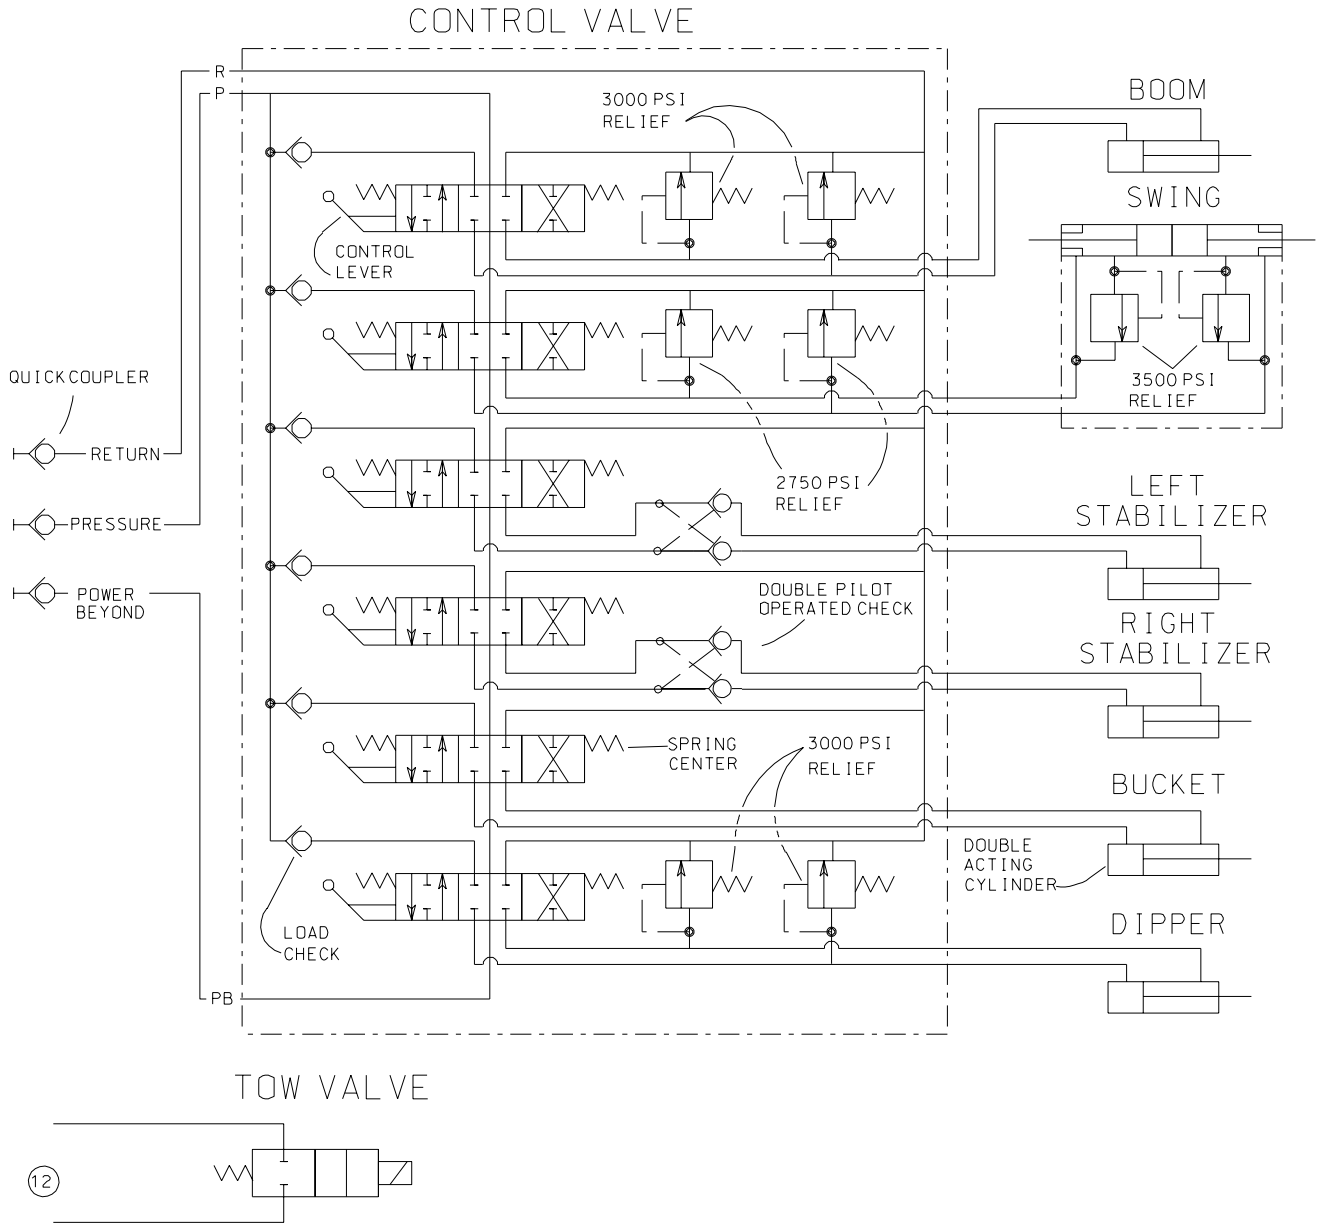 CONTROL VALVE
R
P
3000 PSI
RELIEF
BOOM
SWING
CONTROL
LEVER
QUICKCOUPLER
3500 PSI
RELIEF
RETURN
2750 PSI
RELIEF
LEFT
STABILIZER
PRESSURE
POWER
BEYOND
DOUBLE PILOT
OPERATED CHECK
RIGHT
STABILIZER
SPRING
CENTER
3000 PSI
RELIEF
BUCKET
DOUBLE
ACTING
CYLINDER
LOAD
CHECK
DIPPER
PB
TOW VALVE
12